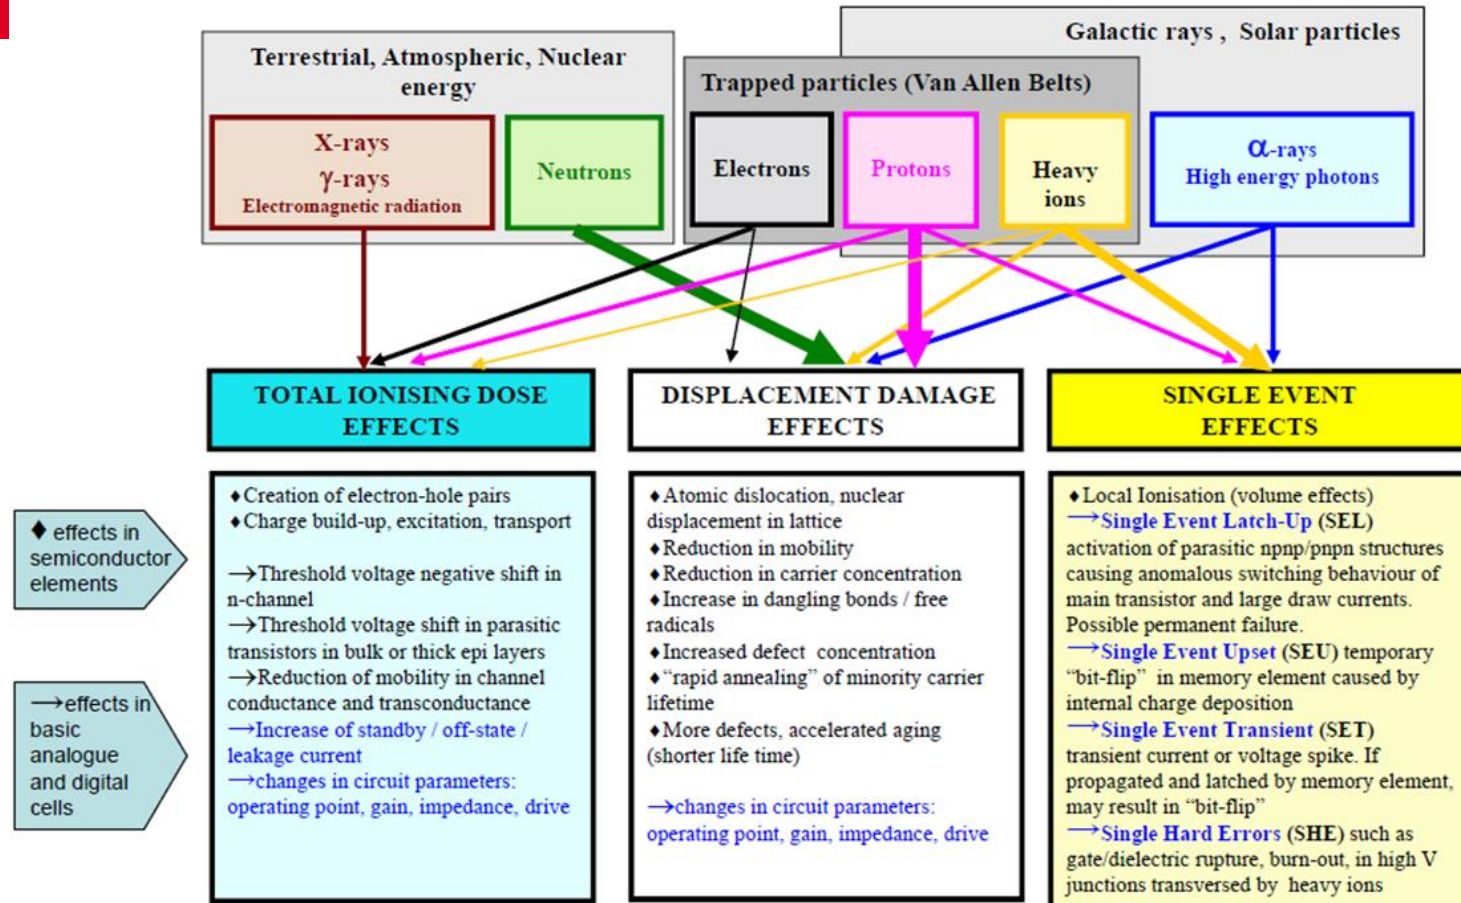 Galactic rays , Solar particles
Terrestrial, Atmospheric, Nuclear
energy
Trapped particles (Van Allen Belts)
X-rays
γ-rays
Electromagnetic radiation
Neutrons
Electrons
Protons
Heavy
ions
α-rays
High energy photons
TOTAL IONISING DOSE
EFFECTS
DISPLACEMENT DAMAGE
EFFECTS
SINGLE EVENT
EFFECTS
♦ effects in
semiconductor
elements
→effects in
basic
analogue
and digital
cells
♦Creation of electron-hole pairs
♦Charge build-up, excitation, transport
→Threshold voltage negative shift in
n-channel
→Threshold voltage shift in parasitic
transistors in bulk or thick epi layers
→Reduction of mobility in channel
conductance and transconductance
→Increase of standby / off-state /
leakage current
→changes in circuit parameters:
operating point, gain, impedance, drive
♦Atomic dislocation, nuclear
displacement in lattice
♦Reduction in mobility
♦Reduction in carrier concentration
♦Increase in dangling bonds / free
radicals
♦Increased defect concentration
♦"rapid annealing" of minority carrier
lifetime
♦More defects, accelerated aging
(shorter life time)
→changes in circuit parameters:
operating point, gain, impedance, drive
♦Local Ionisation (volume effects)
→Single Event Latch-Up (SEL)
activation of parasitic npnp/pnpn structures
causing anomalous switching behaviour of
main transistor and large draw currents.
Possible permanent failure.
→Single Event Upset (SEU) temporary
"bit-flip" in memory element caused by
internal charge deposition
→Single Event Transient (SET)
transient current or voltage spike. If
propagated and latched by memory element,
may result in "bit-flip"
→Single Hard Errors (SHE) such as
gate/dielectric rupture, burn-out, in high V
junctions transversed by heavy ions